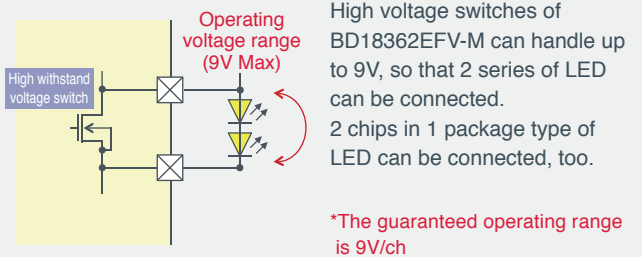 Operating
voltage range
(9V Max)
High withstand
voltage switch
High voltage switches of
BD18362EFV-M can handle up
to 9V, so that 2 series of LED
can be connected.
2 chips in 1 package type of
LED can be connected, too.
*The guaranteed operating range
is 9V/ch